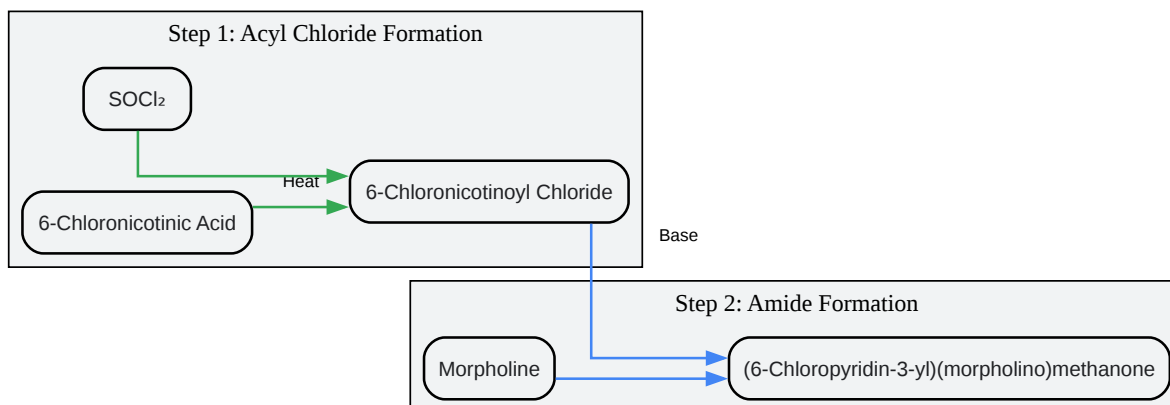 Step 1: Acyl Chloride Formation
SOCl₂
Heat
6-Chloronicotinoyl Chloride
6-Chloronicotinic Acid
Base
Step 2: Amide Formation
Morpholine
(6-Chloropyridin-3-yl)(morpholino)methanone